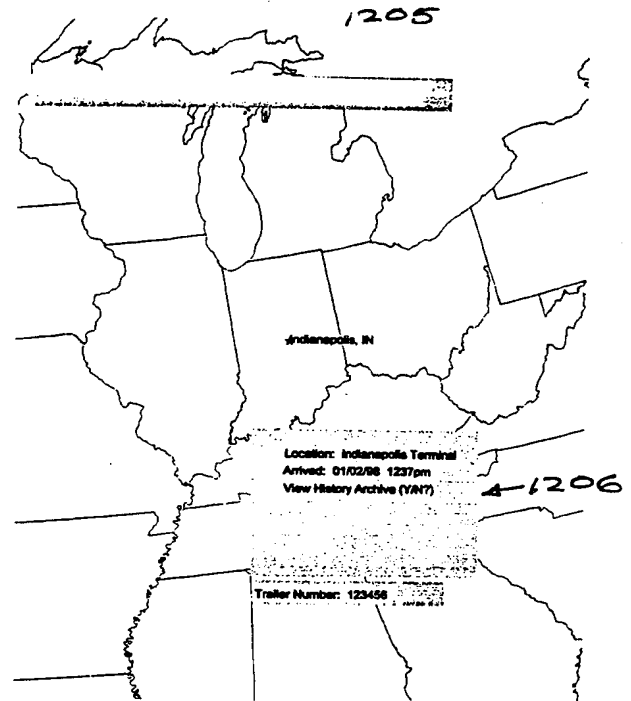 1205
Indianapolis, IN
Location: Indianapolis Terminal
Arrived: 01/02/98 1237pm
View History Archive (Y/N?)
1206
Trailer Number: 123456